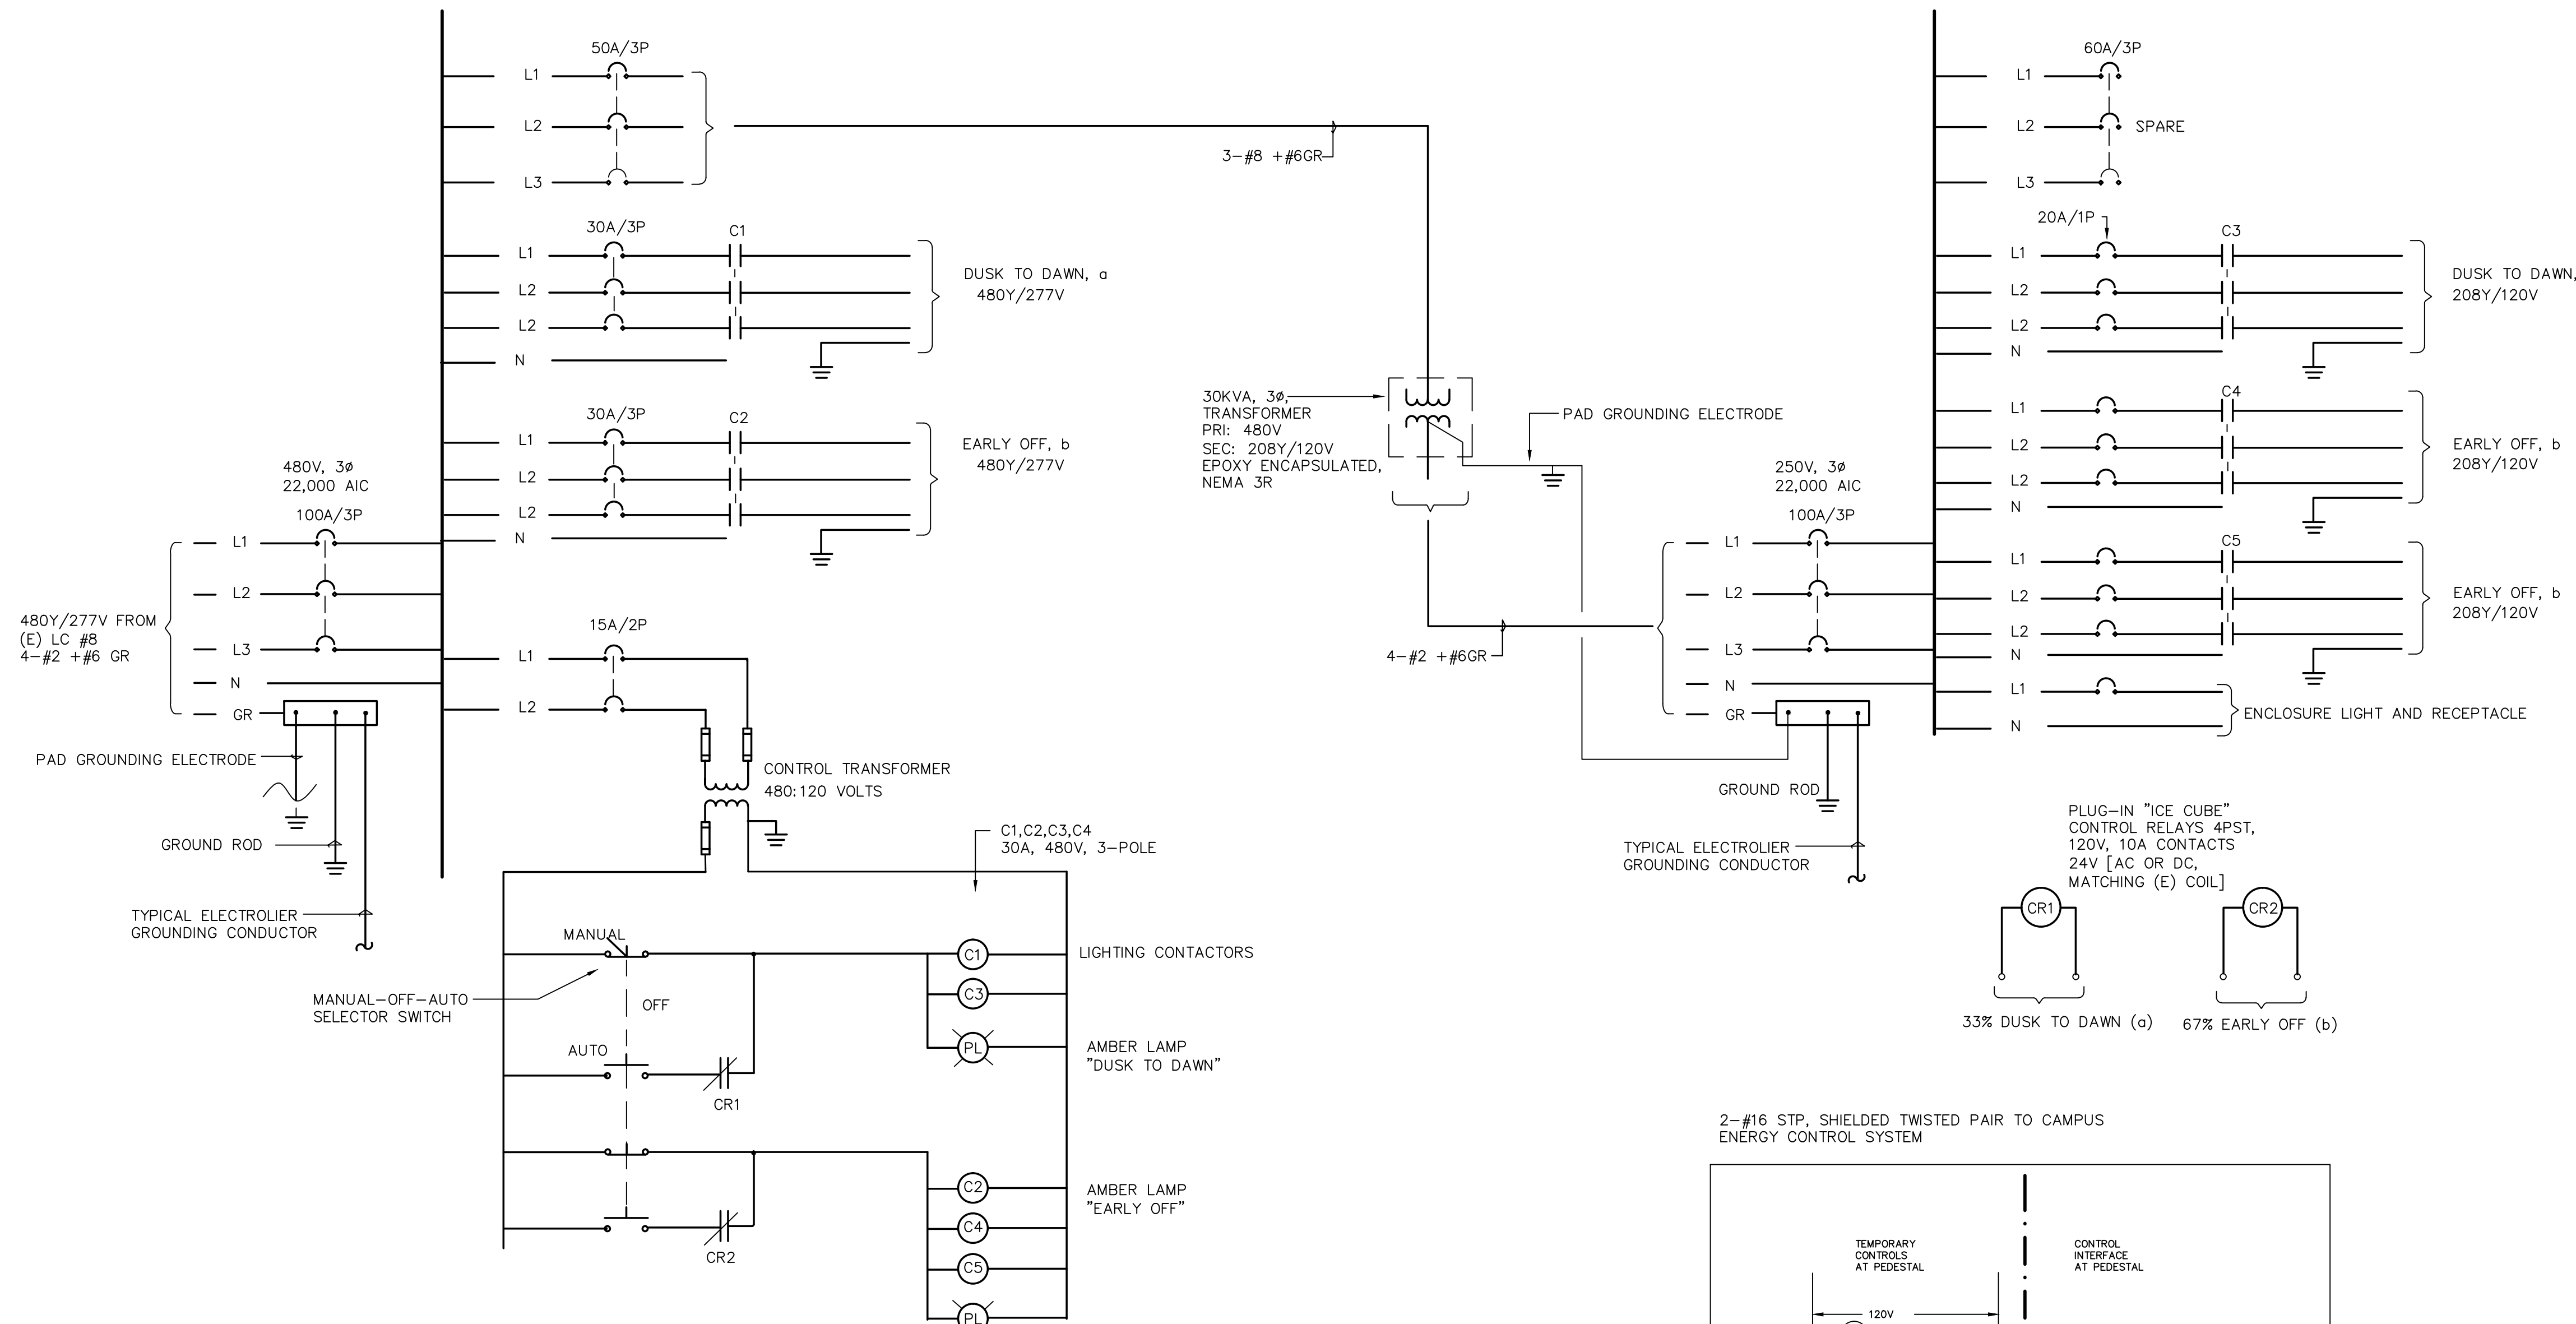 50A/3P
L1
L2
L3
3-#8 +#6GR
30A/3P
C1
L1
L2
L2
N
DUSK TO DAWN, a
480Y/277V
30A/3P
C2
L1
L2
L2
N
EARLY OFF, b
480Y/277V
480V, 3ø
22,000 AIC
100A/3P
L1
L2
L3
N
GR
480Y/277V FROM
(E) LC #8
4-#2 +#6 GR
PAD GROUNDING ELECTRODE
GROUND ROD
TYPICAL ELECTROLIER
GROUNDING CONDUCTOR
15A/2P
L1
L2
CONTROL TRANSFORMER
480:120 VOLTS
C1,C2,C3,C4
30A, 480V, 3-POLE
MANUAL
OFF
AUTO
MANUAL-OFF-AUTO
SELECTOR SWITCH
CR1
CR2
C1
C3
PL
LIGHTING CONTACTORS
AMBER LAMP
"DUSK TO DAWN"
C2
C4
C5
PL
AMBER LAMP
"EARLY OFF"
30KVA, 3ø,
TRANSFORMER
PRI: 480V
SEC: 208Y/120V
EPOXY ENCAPSULATED,
NEMA 3R
PAD GROUNDING ELECTRODE
4-#2 +#6GR
250V, 3ø
22,000 AIC
100A/3P
L1
L2
L3
N
GR
GROUND ROD
TYPICAL ELECTROLIER
GROUNDING CONDUCTOR
60A/3P
L1
L2
L3
SPARE
20A/1P
C3
L1
L2
L2
N
DUSK TO DAWN,
208Y/120V
C4
L1
L2
L2
N
EARLY OFF, b
208Y/120V
C5
L1
L2
L2
N
EARLY OFF, b
208Y/120V
L1
N
ENCLOSURE LIGHT AND RECEPTACLE
PLUG-IN "ICE CUBE"
CONTROL RELAYS 4PST,
120V, 10A CONTACTS
24V [AC OR DC,
MATCHING (E) COIL]
CR1
CR2
33% DUSK TO DAWN (a)
67% EARLY OFF (b)
2-#16 STP, SHIELDED TWISTED PAIR TO CAMPUS
ENERGY CONTROL SYSTEM
TEMPORARY
CONTROLS
AT PEDESTAL
CONTROL
INTERFACE
AT PEDESTAL
120V